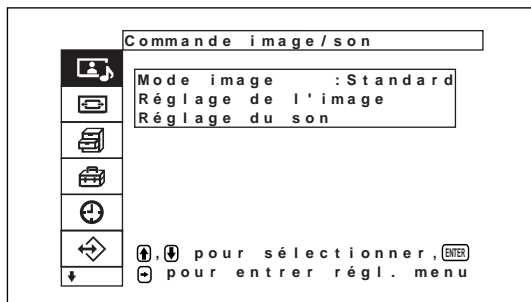 Commande image/son
Mode image :Standard
Réglage de l'image
Réglage du son
, pour sélectionner, ENTER
pour entrer régl. menu